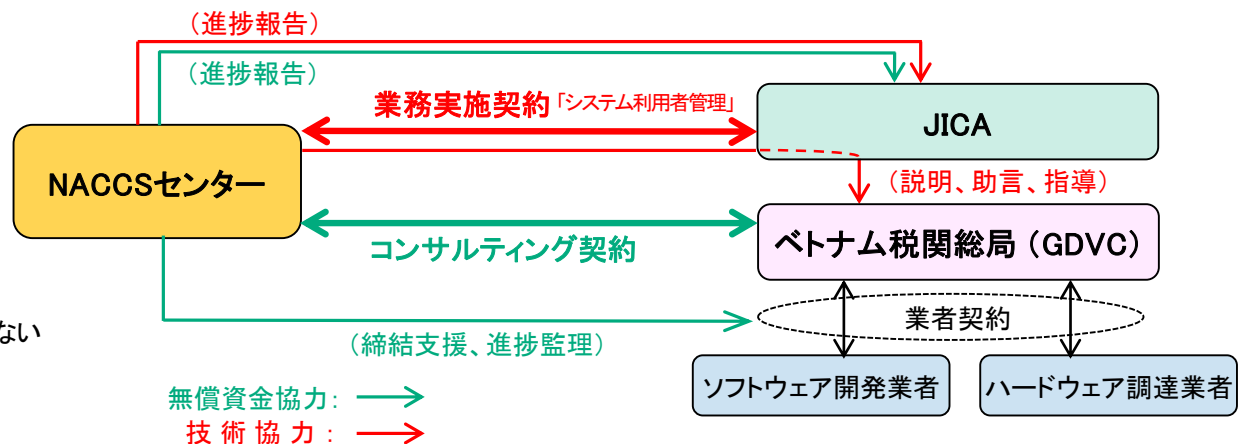 （進捗報告）
（進捗報告）
業務実施契約「システム利用者管理」
JICA
NACCSセンター
（説明、助言、指導）
ベトナム税関総局（GDVC）
コンサルティング契約
業者契約
ない
（締結支援、進捗監理）
ソフトウェア開発業者
ハードウェア調達業者
無償資金協力：
技術協力：